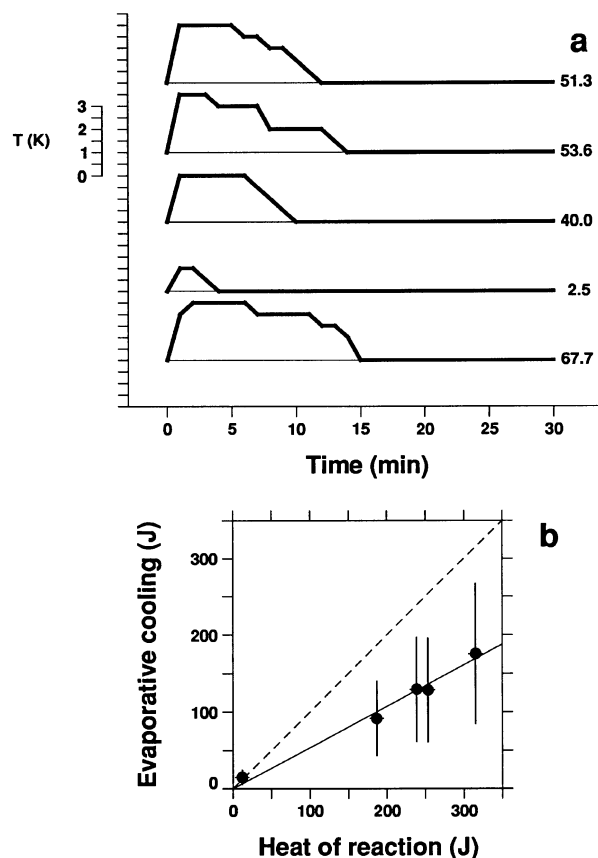 a
51.3
3
53.6
T (K)
2
1
0
40.0
2.5
67.7
0 5 10 15 20 25 30
Time (min)
b
Evaporative cooling (J)
300
200
100
0
0 100 200 300
Heat of reaction (J)